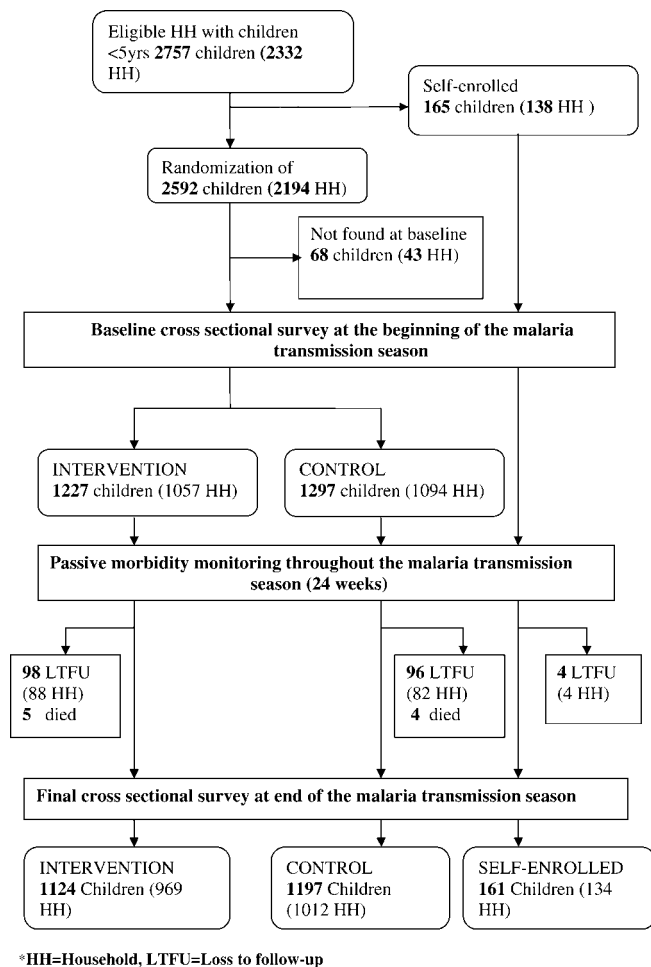 Eligible HH with children
<5yrs 2757 children (2332
HH)
Self-enrolled
165 children (138 HH )
Randomization of
2592 children (2194 HH)
Not found at baseline
68 children (43 HH)
Baseline cross sectional survey at the beginning of the malaria
transmission season
INTERVENTION
1227 children (1057 HH)
CONTROL
1297 children (1094 HH)
Passive morbidity monitoring throughout the malaria transmission
season (24 weeks)
98 LTFU
(88 HH)
5 died
96 LTFU
(82 HH)
4 died
4 LTFU
(4 HH)
Final cross sectional survey at end of the malaria transmission season
INTERVENTION
1124 Children (969
HH)
CONTROL
1197 Children
(1012 HH)
SELF-ENROLLED
161 Children (134
HH)
*HH=Household, LTFU=Loss to follow-up